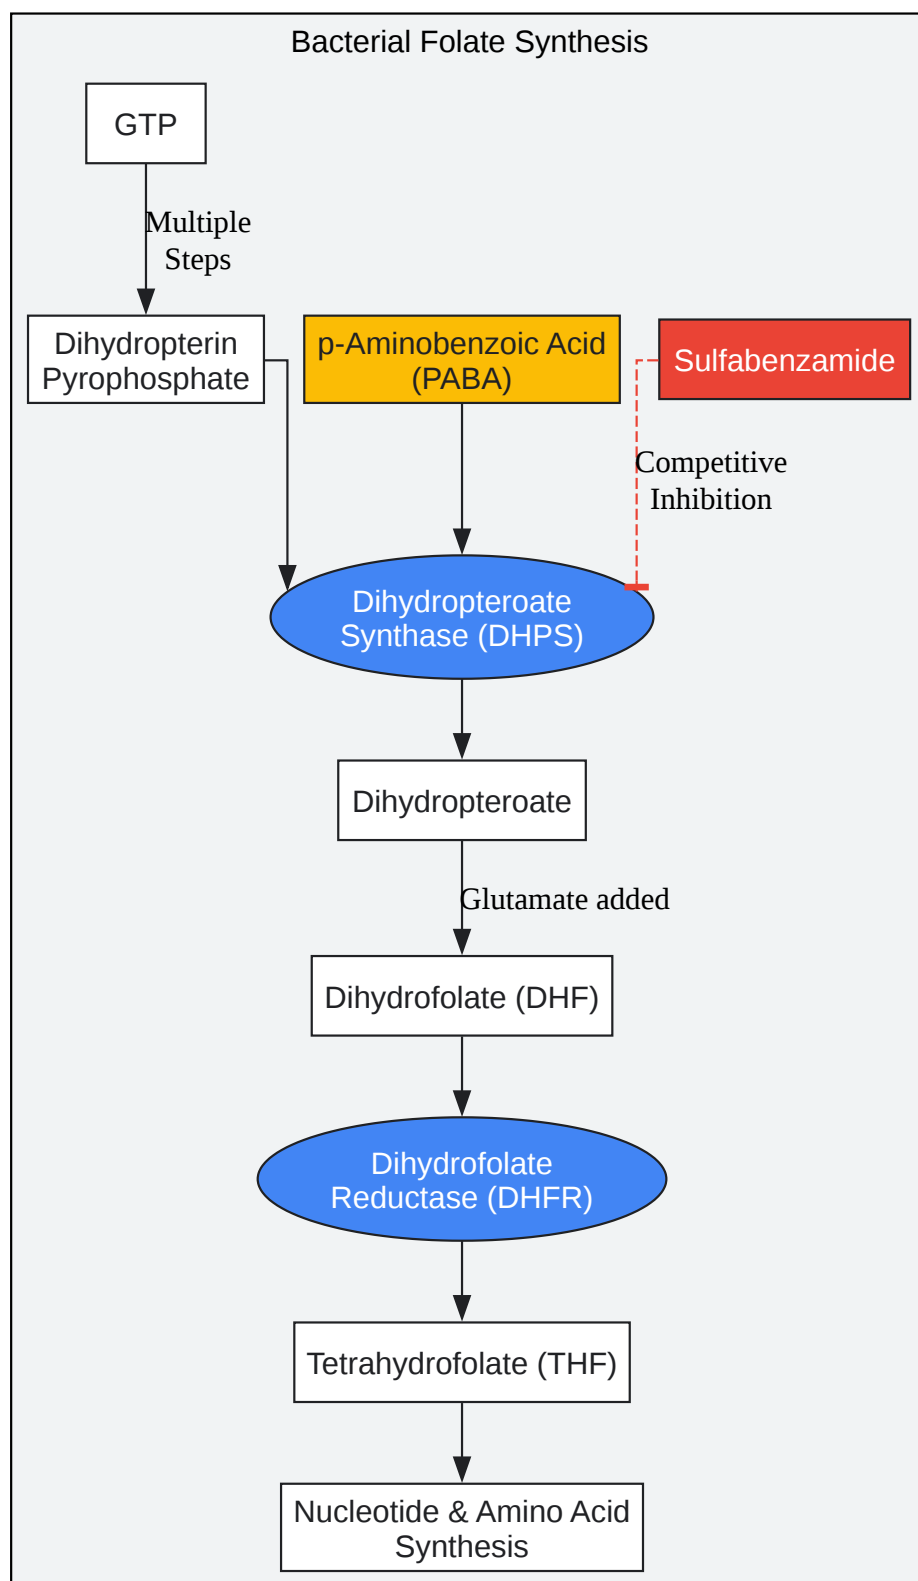 Bacterial Folate Synthesis
GTP
Multiple
Steps
Dihydropterin
Pyrophosphate
p-Aminobenzoic Acid
(PABA)
Sulfabenzamide
Competitive
Inhibition
Dihydropteroate
Synthase (DHPS)
Dihydropteroate
Glutamate added
Dihydrofolate (DHF)
Dihydrofolate
Reductase (DHFR)
Tetrahydrofolate (THF)
Nucleotide & Amino Acid
Synthesis